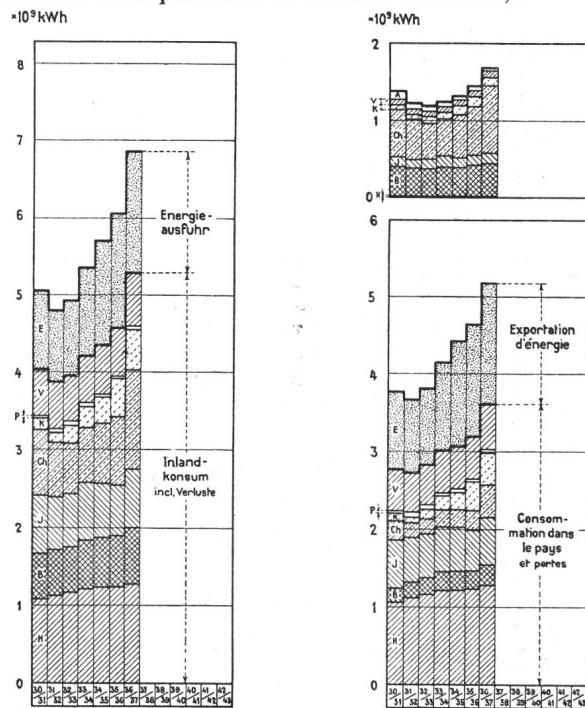 ×10⁹ kWh
8
7
6
5
4
3
2
1
0
Energie-
ausfuhr
Inland-
konsum
incl. Verluste
E
V
P
K
Ch
J
B
H
30/31 31/32 32/33 33/34 34/35 35/36 36/37 37/38 38/39 39/40 40/41 41/42 42/43
×10⁹ kWh
2
1
0
A
V
K
Ch
J
B
H
6
5
4
3
2
1
0
Exportation
d'énergie
Consom-
mation dans
le pays
et pertes
E
V
P
K
Ch
J
B
H
30/31 31/32 32/33 33/34 34/35 35/36 36/37 37/38 38/39 39/40 40/41 41/42 42/43